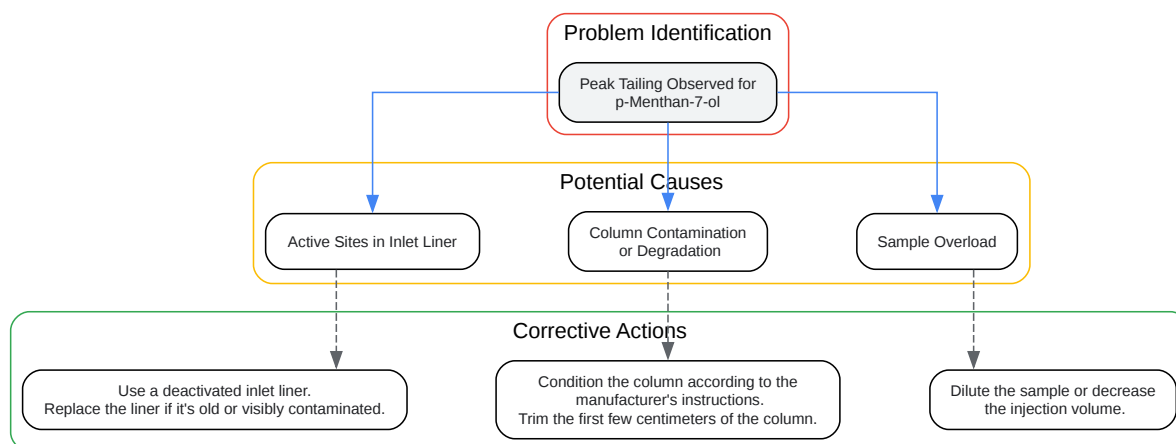 Problem Identification
Peak Tailing Observed for
p-Menthan-7-ol
Potential Causes
Active Sites in Inlet Liner
Column Contamination
or Degradation
Sample Overload
Corrective Actions
Use a deactivated inlet liner.
Replace the liner if it's old or visibly contaminated.
Condition the column according to the
manufacturer's instructions.
Trim the first few centimeters of the column.
Dilute the sample or decrease
the injection volume.